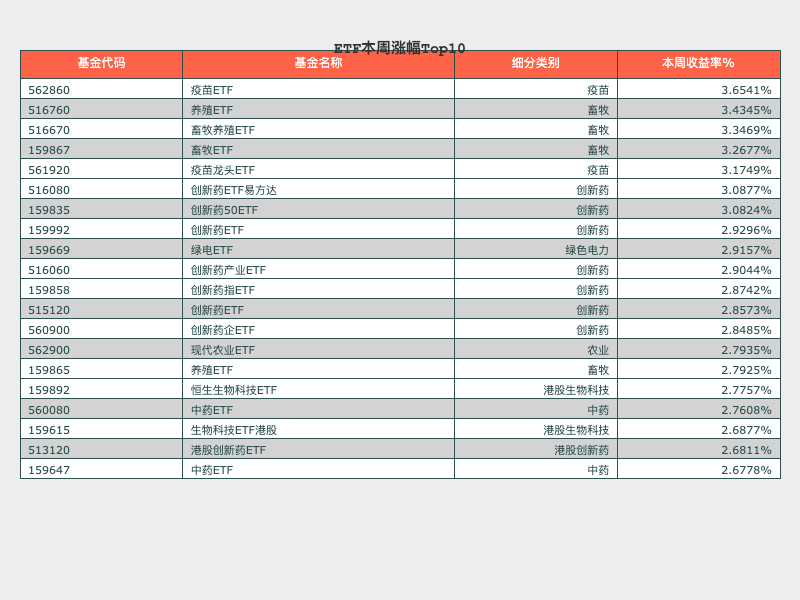 ETF本周涨幅Top10
基金代码 基金名称 细分类别 本周收益率%
562860 疫苗ETF 疫苗 3.6541%
516760 养殖ETF 畜牧 3.4345%
516670 畜牧养殖ETF 畜牧 3.3469%
159867 畜牧ETF 畜牧 3.2677%
561920 疫苗龙头ETF 疫苗 3.1749%
516080 创新药ETF易方达 创新药 3.0877%
159835 创新药50ETF 创新药 3.0824%
159992 创新药ETF 创新药 2.9296%
159669 绿电ETF 绿色电力 2.9157%
516060 创新药产业ETF 创新药 2.9044%
159858 创新药指ETF 创新药 2.8742%
515120 创新药ETF 创新药 2.8573%
560900 创新药企ETF 创新药 2.8485%
562900 现代农业ETF 农业 2.7935%
159865 养殖ETF 畜牧 2.7925%
159892 恒生生物科技ETF 港股生物科技 2.7757%
560080 中药ETF 中药 2.7608%
159615 生物科技ETF港股 港股生物科技 2.6877%
513120 港股创新药ETF 港股创新药 2.6811%
159647 中药ETF 中药 2.6778%